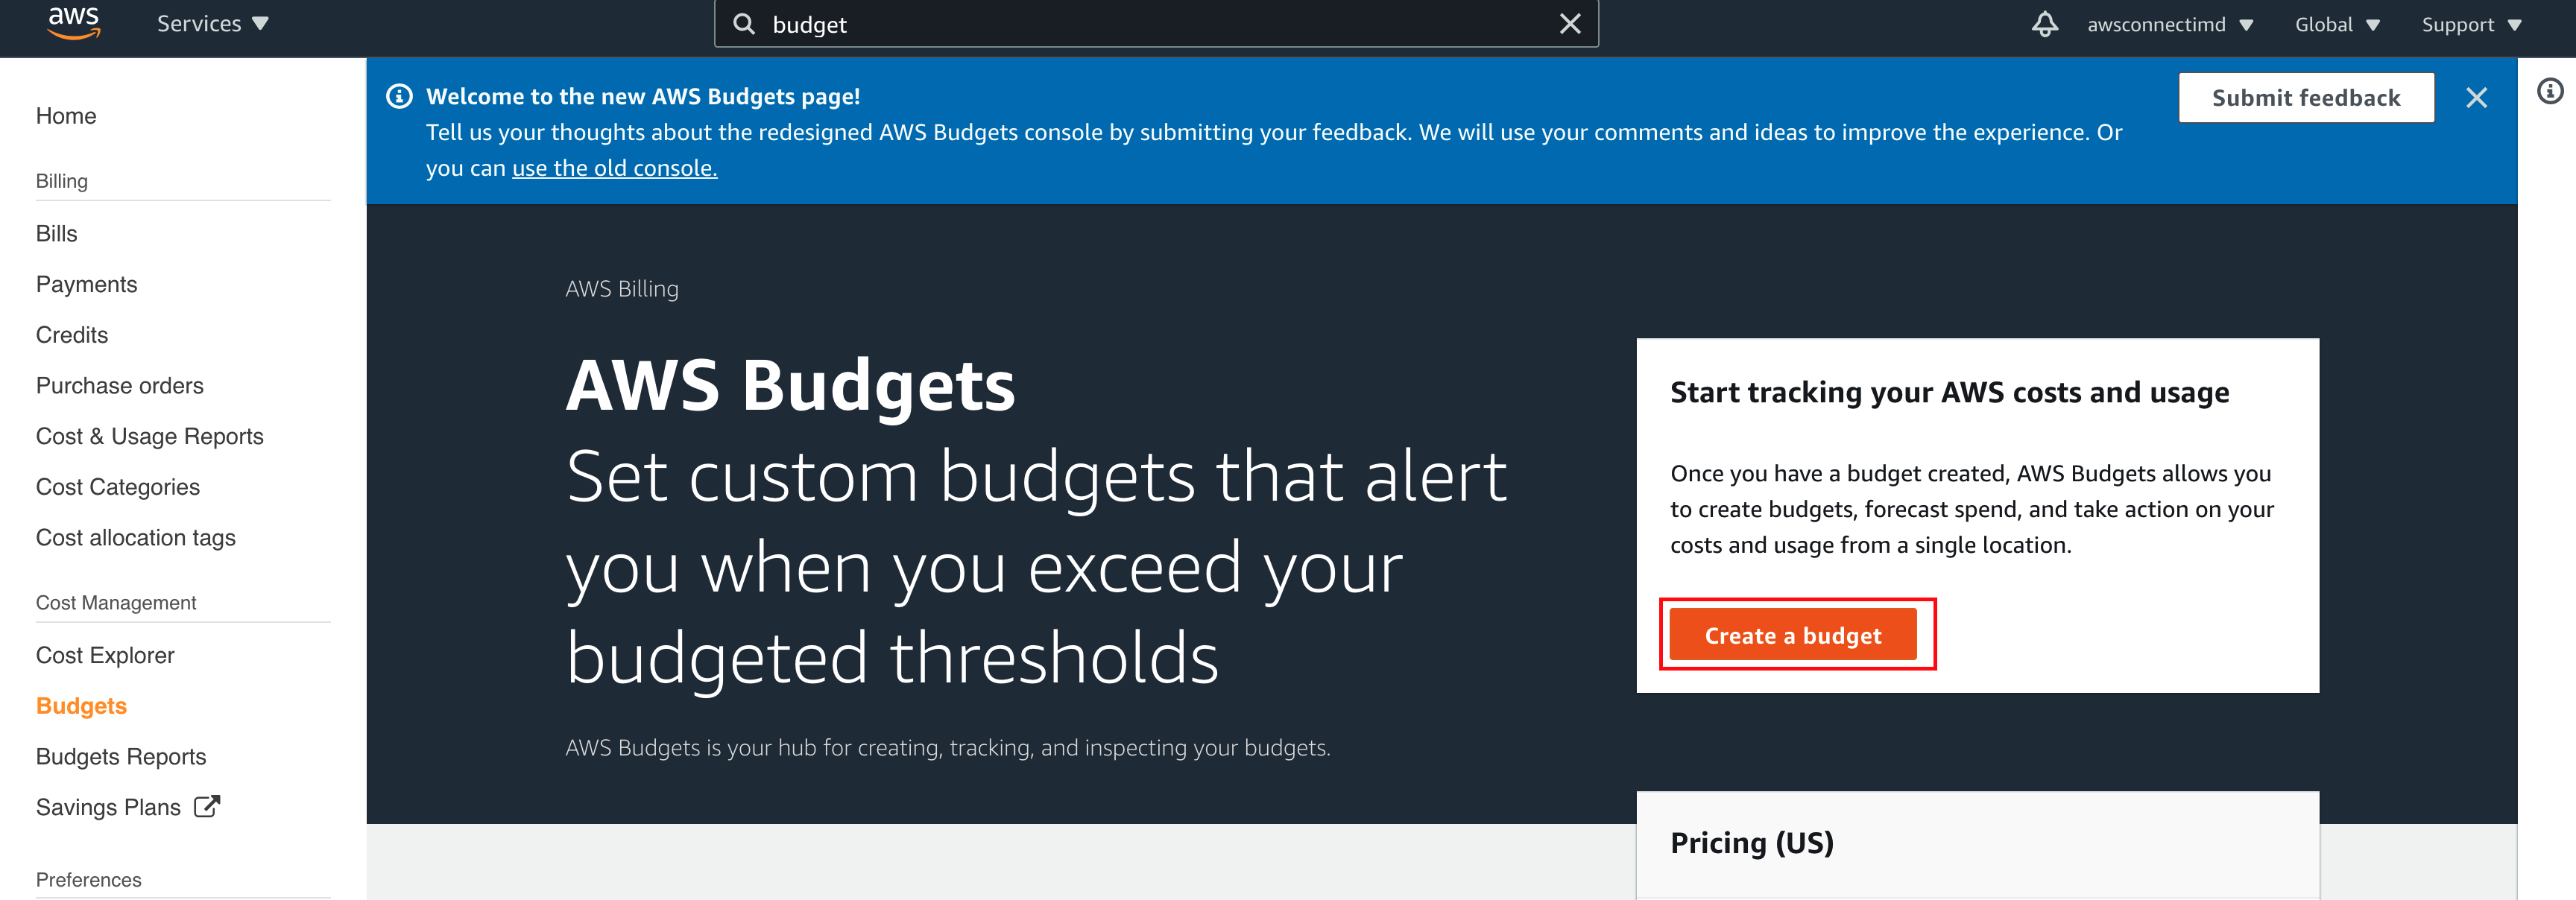 aws
Services
budget
awsconnectimd
Global
Support
Home
Billing
Bills
Payments
Credits
Purchase orders
Cost & Usage Reports
Cost Categories
Cost allocation tags
Cost Management
Cost Explorer
Budgets
Budgets Reports
Savings Plans
Preferences
Welcome to the new AWS Budgets page!
Tell us your thoughts about the redesigned AWS Budgets console by submitting your feedback. We will use your comments and ideas to improve the experience. Or
you can use the old console.
Submit feedback
AWS Billing
AWS Budgets
Set custom budgets that alert
you when you exceed your
budgeted thresholds
AWS Budgets is your hub for creating, tracking, and inspecting your budgets.
Start tracking your AWS costs and usage
Once you have a budget created, AWS Budgets allows you
to create budgets, forecast spend, and take action on your
costs and usage from a single location.
Create a budget
Pricing (US)